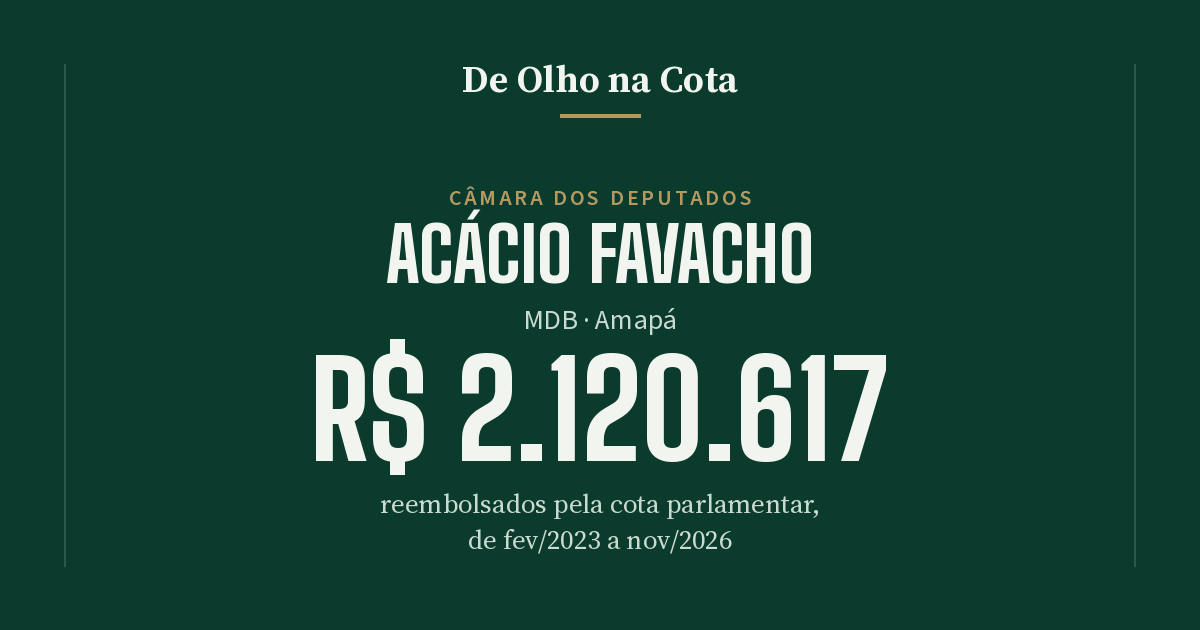 De Olho na Cota
CÂMARA DOS DEPUTADOS
ACÁCIO FAVACHO
MDB · Amapá
R$ 2.120.617
reembolsados pela cota parlamentar,
de fev/2023 a nov/2026